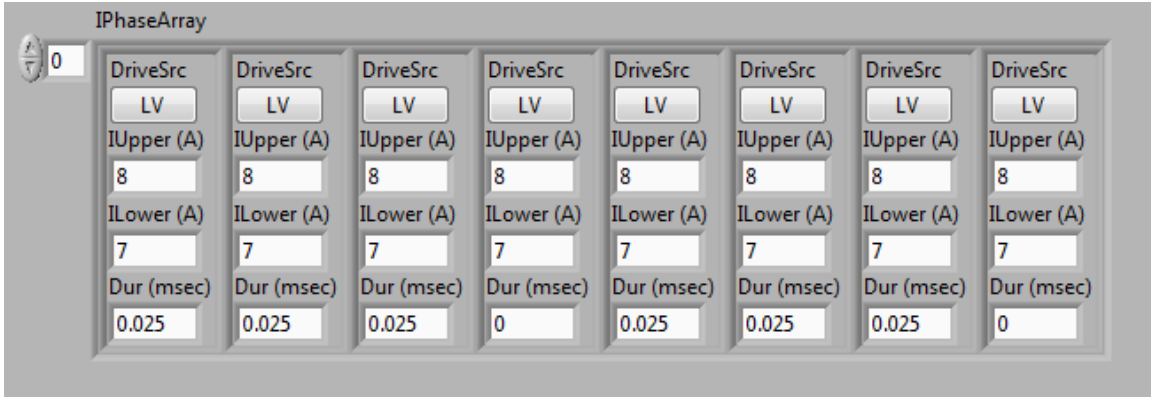 IPhaseArray
0
DriveSrc DriveSrc DriveSrc DriveSrc DriveSrc DriveSrc DriveSrc DriveSrc
LV LV LV LV LV LV LV LV
IUpper (A) IUpper (A) IUpper (A) IUpper (A) IUpper (A) IUpper (A) IUpper (A) IUpper (A)
8 8 8 8 8 8 8 8
ILower (A) ILower (A) ILower (A) ILower (A) ILower (A) ILower (A) ILower (A) ILower (A)
7 7 7 7 7 7 7 7
Dur (msec) Dur (msec) Dur (msec) Dur (msec) Dur (msec) Dur (msec) Dur (msec) Dur (msec)
0.025 0.025 0.025 0 0.025 0.025 0.025 0